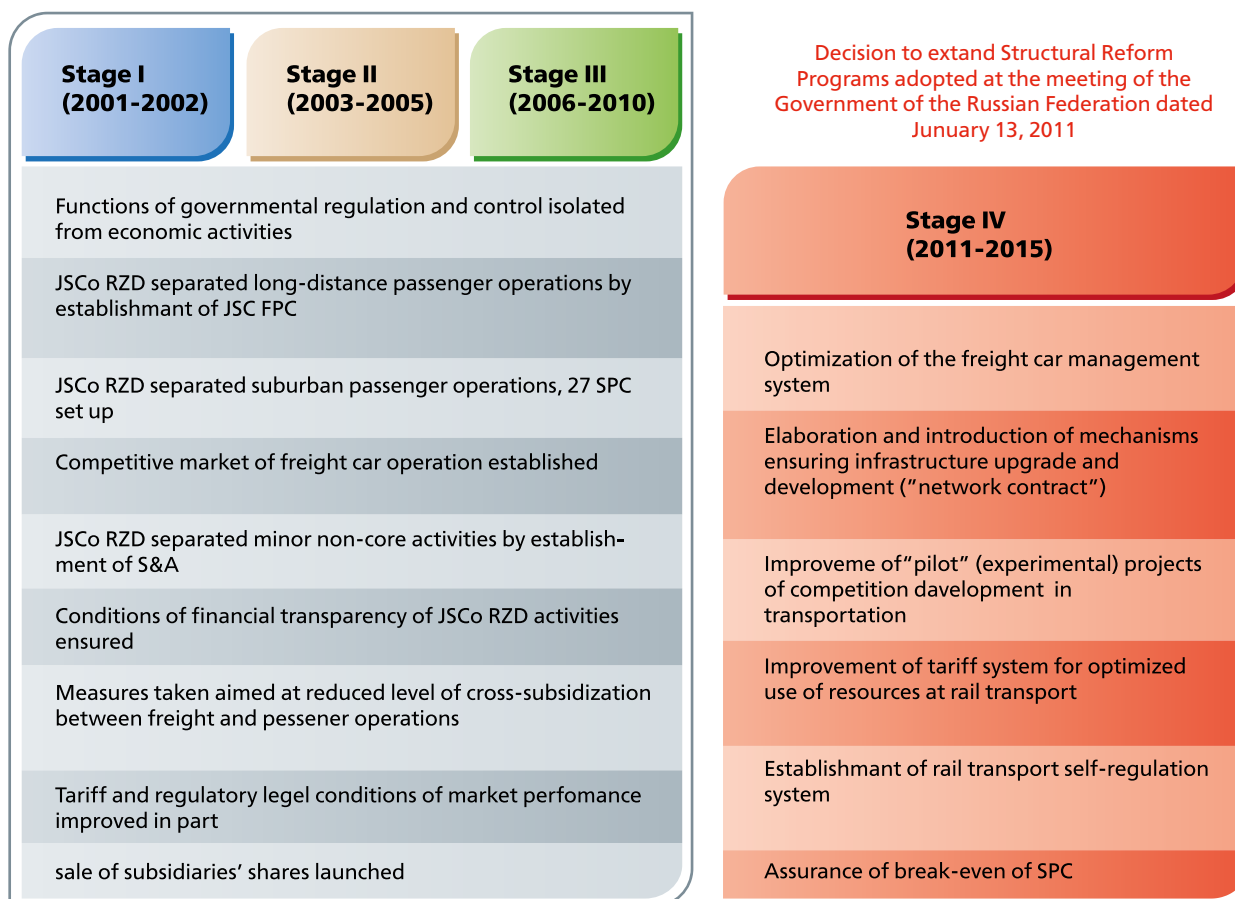 Stage I
(2001-2002)
Stage II
(2003-2005)
Stage III
(2006-2010)
Functions of governmental regulation and control isolated
from economic activities
JSCo RZD separated long-distance passenger operations by
establishmant of JSC FPC
JSCo RZD separated suburban passenger operations, 27 SPC
set up
Competitive market of freight car operation established
JSCo RZD separated minor non-core activities by establish-
ment of S&A
Conditions of financial transparency of JSCo RZD activities
ensured
Measures taken aimed at reduced level of cross-subsidization
between freight and pessener operations
Tariff and regulatory legel conditions of market perfomance
improved in part
sale of subsidiaries’ shares launched
Decision to extand Structural Reform
Programs adopted at the meeting of the
Government of the Russian Federation dated
Junuary 13, 2011
Stage IV
(2011-2015)
Optimization of the freight car management
system
Elaboration and introduction of mechanisms
ensuring infrastructure upgrade and
development (”network contract”)
Improveme of“pilot” (experimental) projects
of competition davelopment in
transportation
Improvement of tariff system for optimized
use of resources at rail transport
Establishmant of rail transport self-regulation
system
Assurance of break-even of SPC